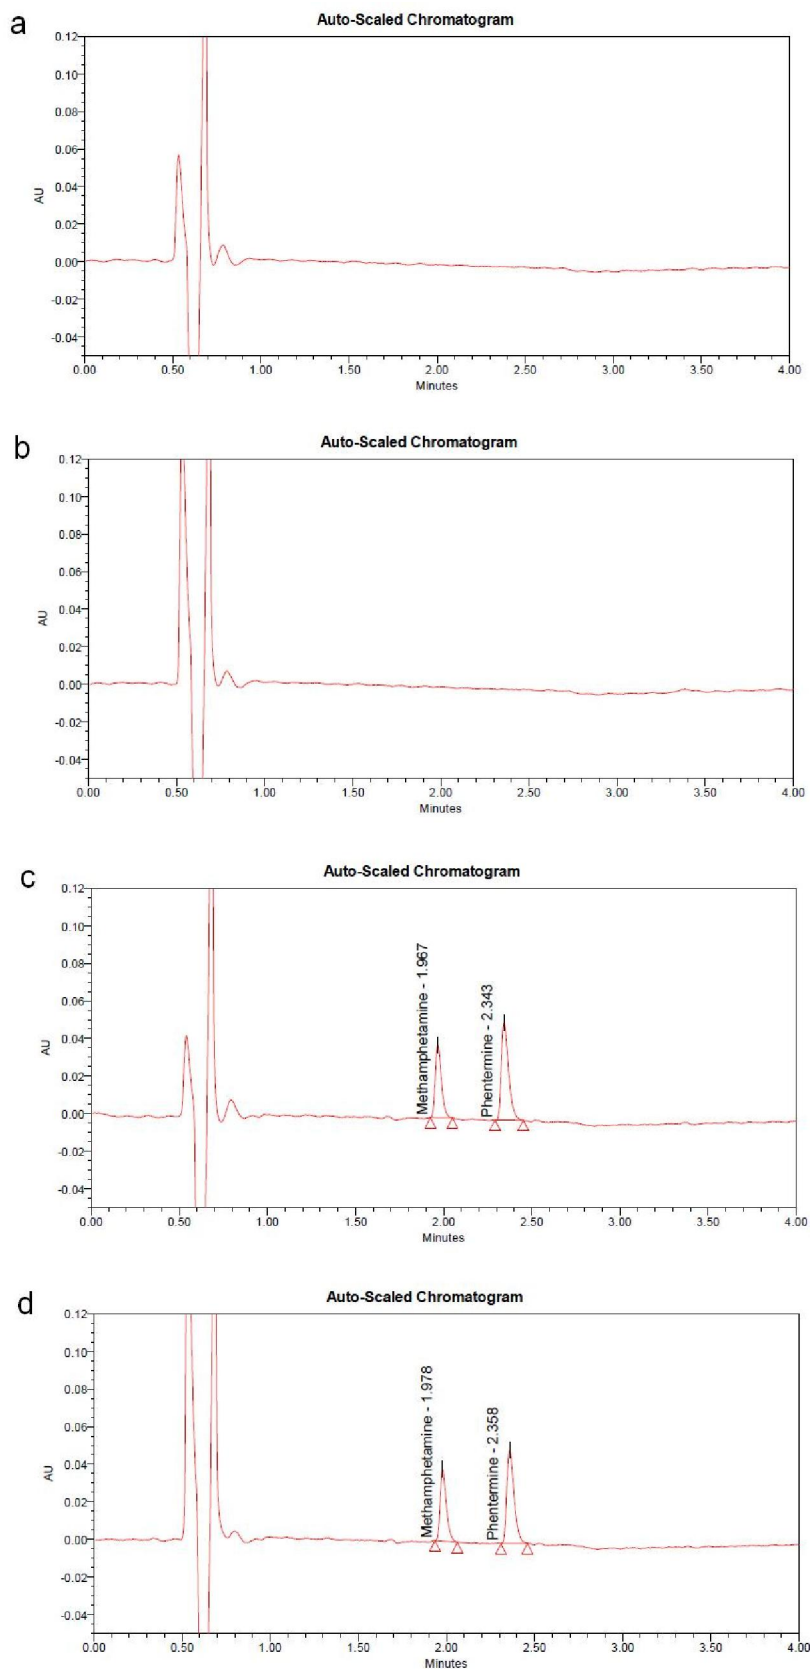 a
Auto-Scaled Chromatogram
0.12
0.10
0.08
0.06
0.04
0.02
0.00
-0.02
-0.04
AU
0.00 0.50 1.00 1.50 2.00 2.50 3.00 3.50 4.00
Minutes
b
Auto-Scaled Chromatogram
0.12
0.10
0.08
0.06
0.04
0.02
0.00
-0.02
-0.04
AU
0.00 0.50 1.00 1.50 2.00 2.50 3.00 3.50 4.00
Minutes
c
Auto-Scaled Chromatogram
0.12
0.10
0.08
0.06
0.04
0.02
0.00
-0.02
-0.04
AU
Methamphetamine - 1.967
Phentermine - 2.343
0.00 0.50 1.00 1.50 2.00 2.50 3.00 3.50 4.00
Minutes
d
Auto-Scaled Chromatogram
0.12
0.10
0.08
0.06
0.04
0.02
0.00
-0.02
-0.04
AU
Methamphetamine - 1.978
Phentermine - 2.358
0.00 0.50 1.00 1.50 2.00 2.50 3.00 3.50 4.00
Minutes